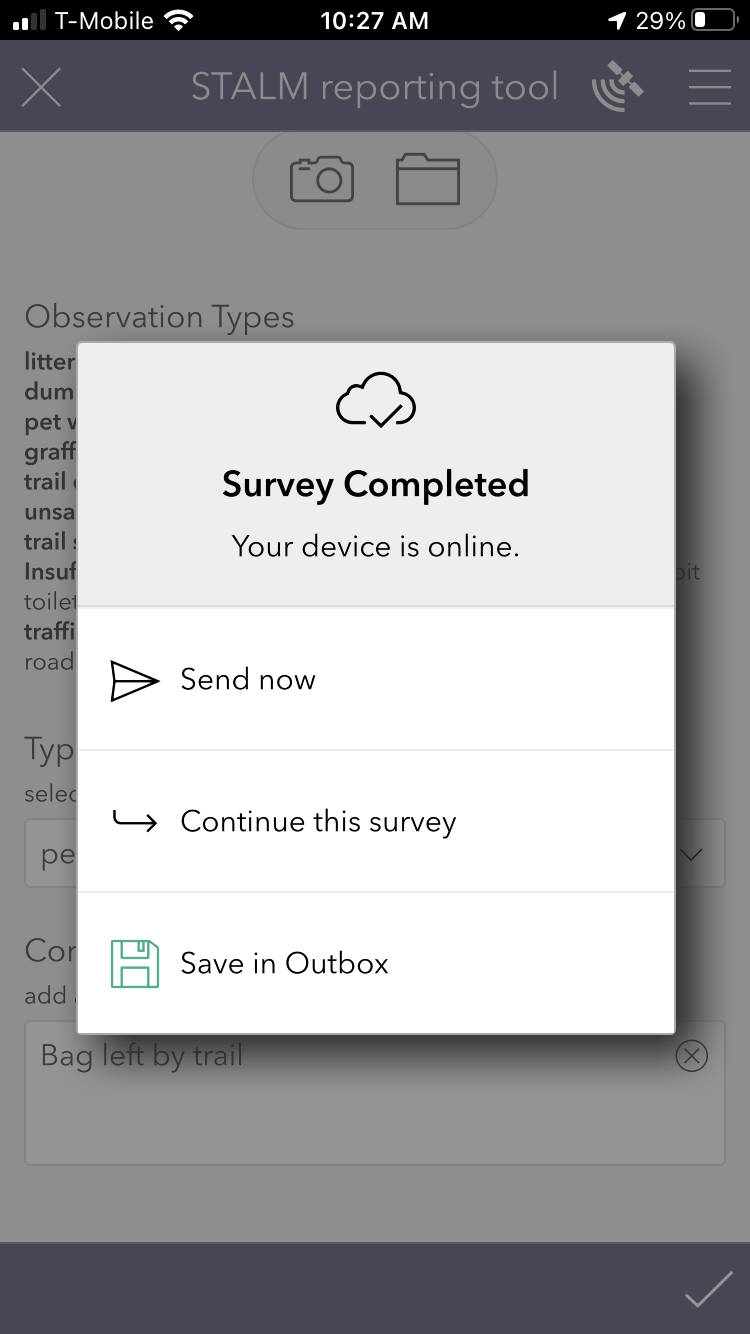 T-Mobile 10:27 AM 29%
STALM reporting tool
Observation Types
litter
dum
pet
graff
trail
unsa
trail
Insuf
toilet
traffi
road
Survey Completed
Your device is online.
Send now
Continue this survey
Save in Outbox
Typ
selec
pe
Cor
add
Bag left by trail